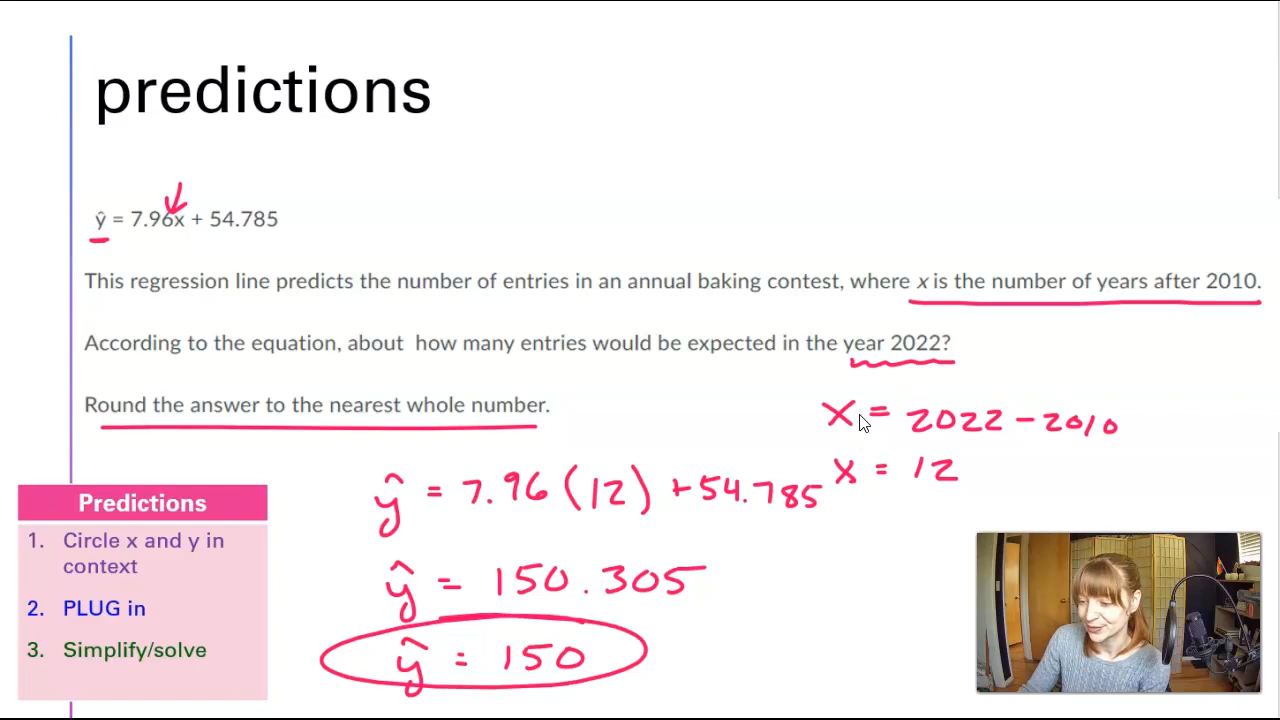 predictions
ŷ = 7.96x + 54.785
This regression line predicts the number of entries in an annual baking contest, where x is the number of years after 2010.
According to the equation, about how many entries would be expected in the year 2022?
Round the answer to the nearest whole number.
x = 2022 - 2010
x = 12
ŷ = 7.96 (12) + 54.785
ŷ = 150.305
ŷ = 150
Predictions
1. Circle x and y in
context
2. PLUG in
3. Simplify/solve